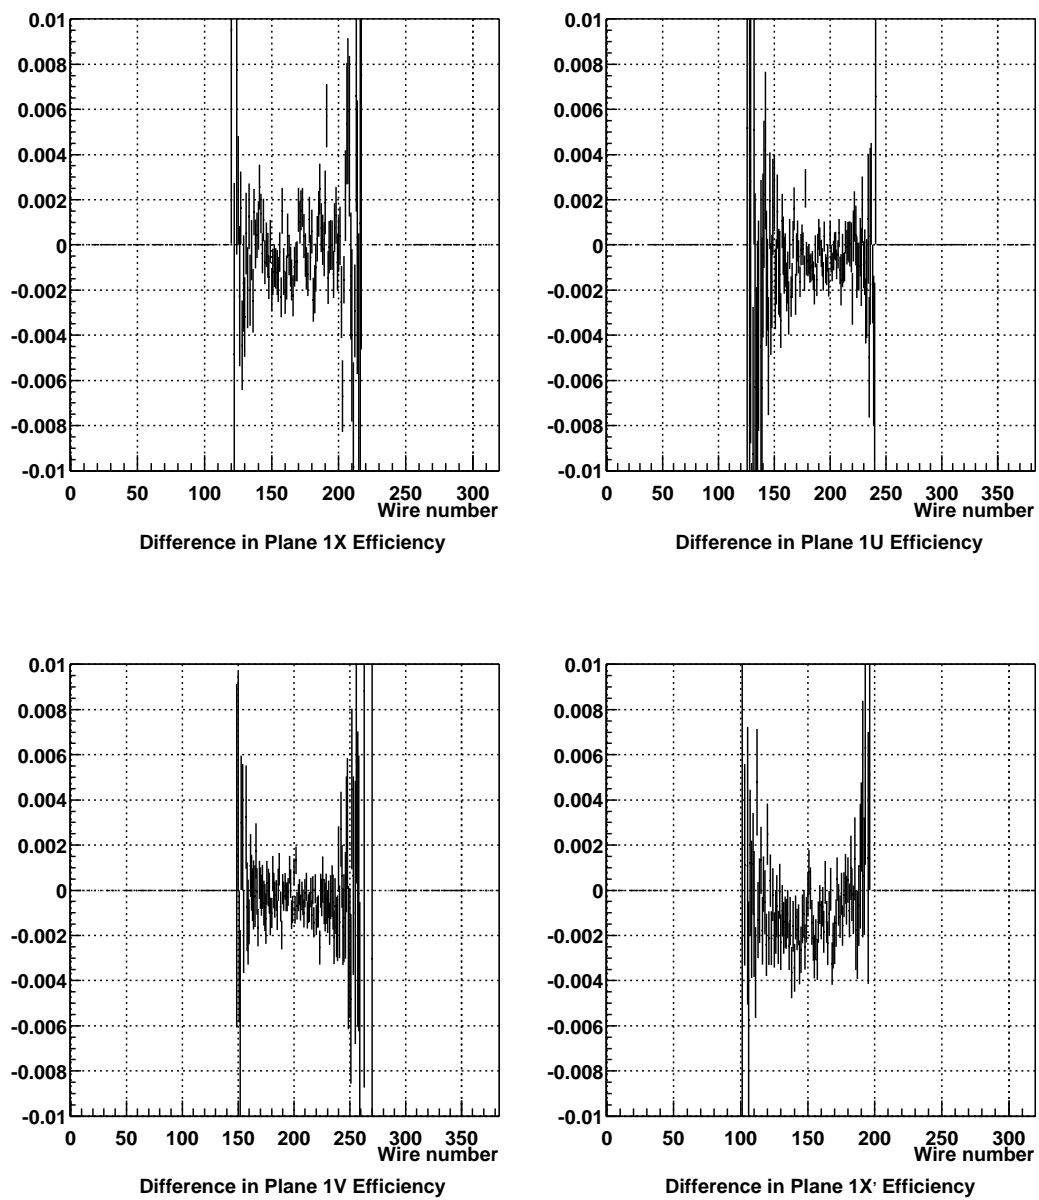 0.01 0.008 0.006 0.004 0.002 0 -0.002 -0.004 -0.006 -0.008 -0.01
0 50 100 150 200 250 300
Wire number
Difference in Plane 1X Efficiency
0.01 0.008 0.006 0.004 0.002 0 -0.002 -0.004 -0.006 -0.008 -0.01
0 50 100 150 200 250 300 350
Wire number
Difference in Plane 1U Efficiency
0.01 0.008 0.006 0.004 0.002 0 -0.002 -0.004 -0.006 -0.008 -0.01
0 50 100 150 200 250 300 350
Wire number
Difference in Plane 1V Efficiency
0.01 0.008 0.006 0.004 0.002 0 -0.002 -0.004 -0.006 -0.008 -0.01
0 50 100 150 200 250 300
Wire number
Difference in Plane 1X, Efficiency